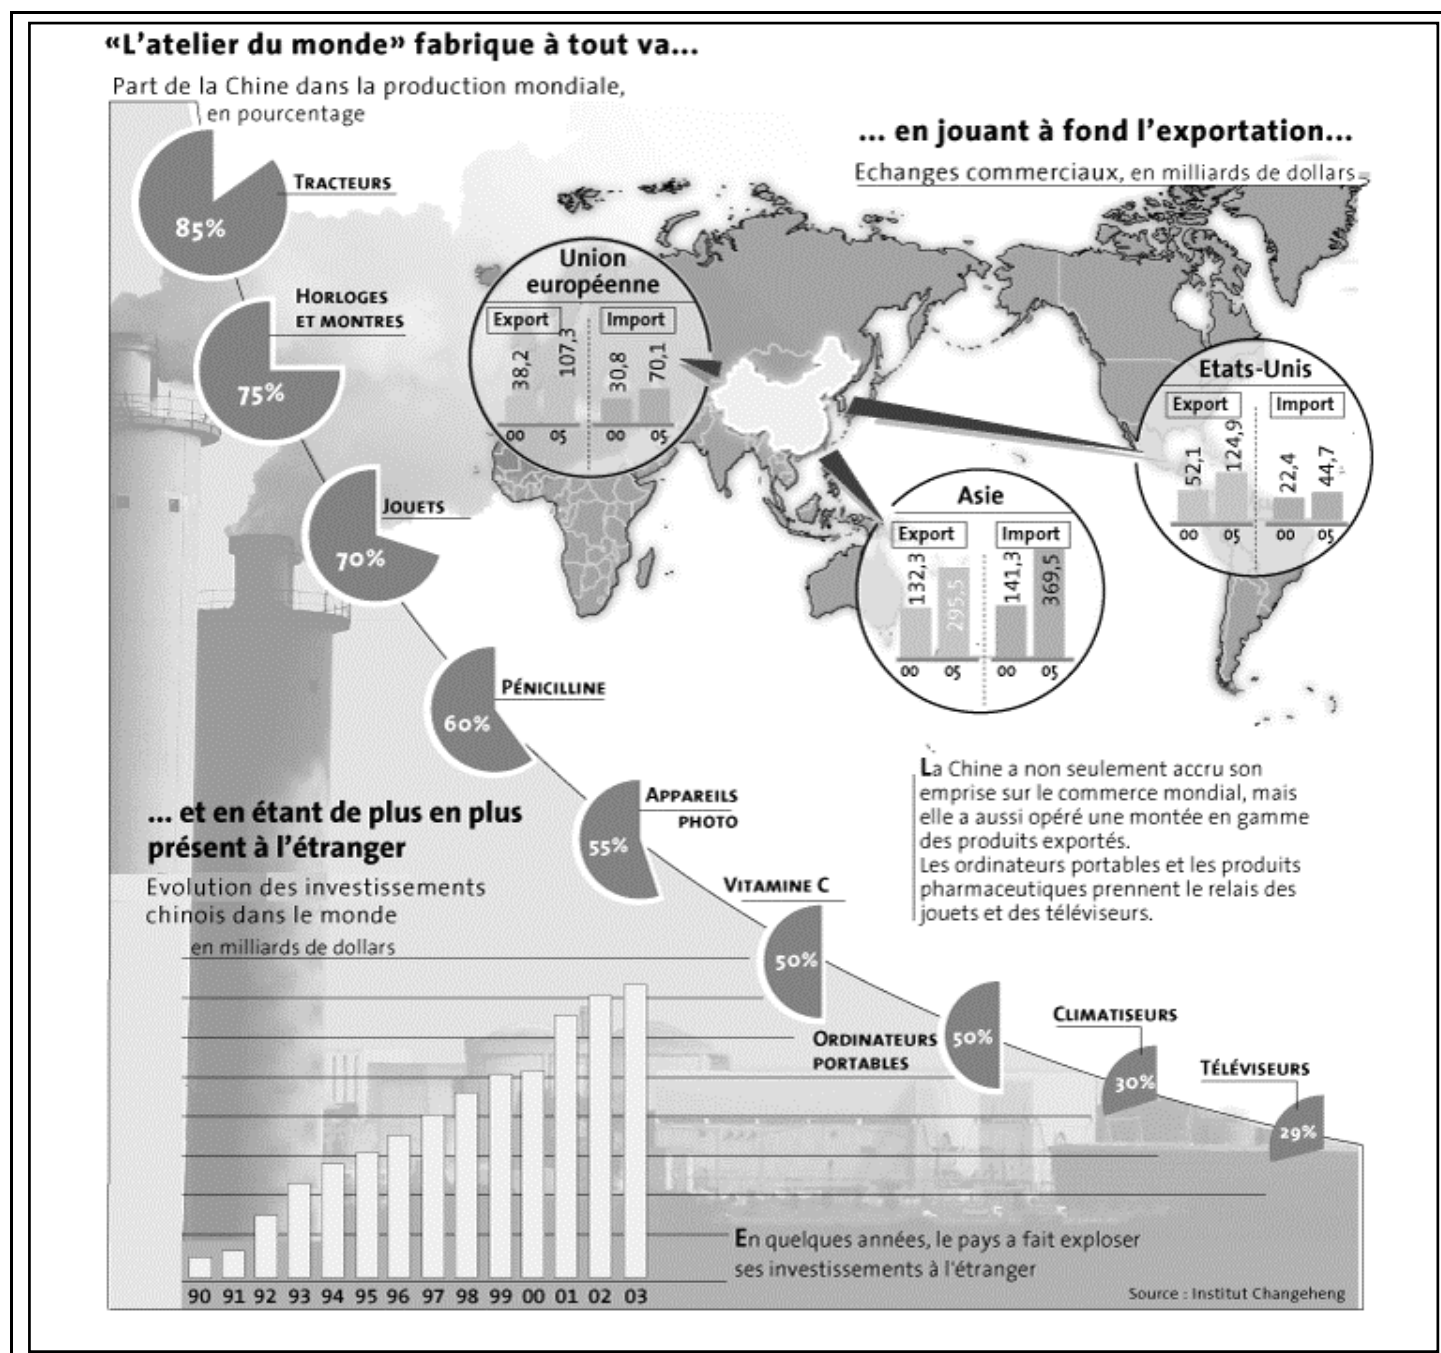 «L'atelier du monde» fabrique à tout va...
Part de la Chine dans la production mondiale,
en pourcentage
TRACTEURS
85%
HORLOGES
ET MONTRES
75%
JOUETS
70%
PÉNICILLINE
60%
APPAREILS
PHOTO
55%
VITAMINE C
50%
ORDINATEURS
PORTABLES
50%
CLIMATISEURS
30%
TÉLÉVISEURS
29%
... en jouant à fond l'exportation...
Echanges commerciaux, en milliards de dollars
Union
européenne
Export Import
38,2 107,3 30,8 70,1
00 05 00 05
Etats-Unis
Export Import
52,1 124,9 22,4 44,7
00 05 00 05
Asie
Export Import
132,3 295,5 141,3 369,5
00 05 00 05
La Chine a non seulement accru son
emprise sur le commerce mondial, mais
elle a aussi opéré une montée en gamme
des produits exportés.
Les ordinateurs portables et les produits
pharmaceutiques prennent le relais des
jouets et des téléviseurs.
... et en étant de plus en plus
présent à l'étranger
Evolution des investissements
chinois dans le monde
en milliards de dollars
90 91 92 93 94 95 96 97 98 99 00 01 02 03
En quelques années, le pays a fait exploser
ses investissements à l'étranger
Source : Institut Changeheng